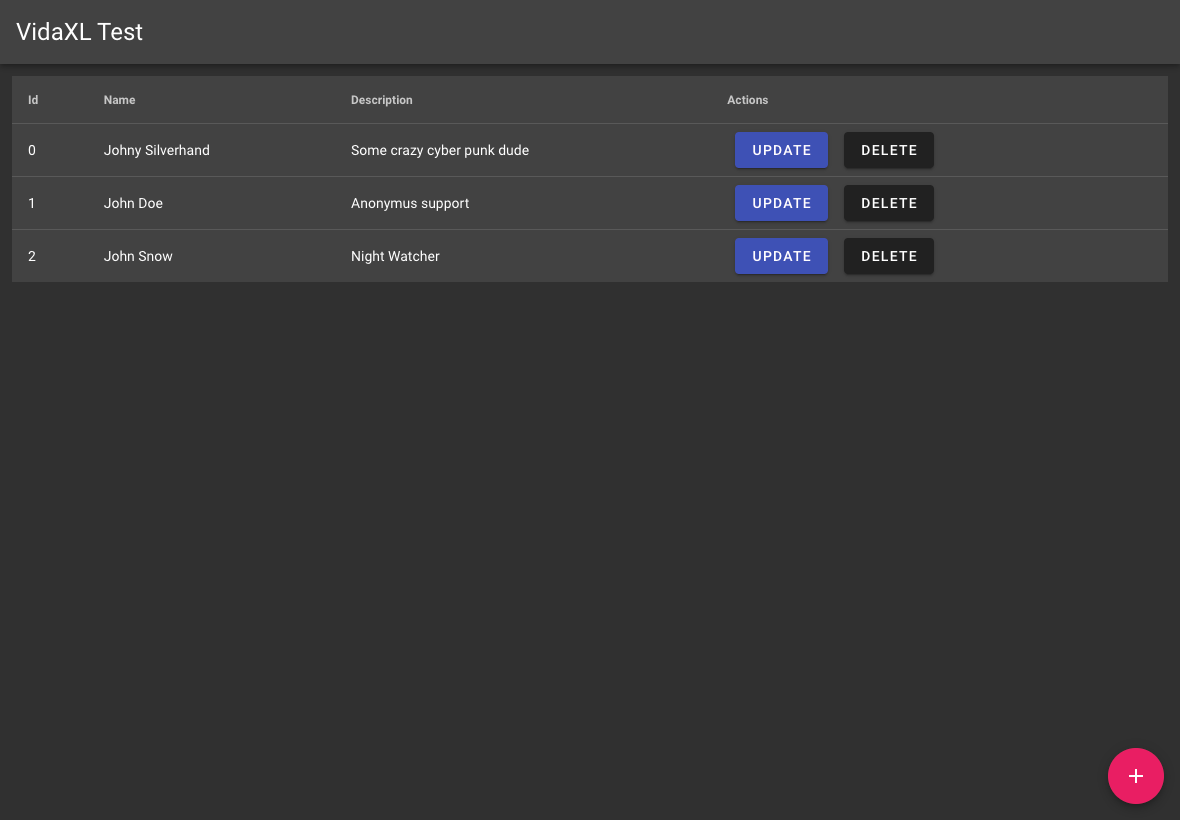 VidaXL Test
Id Name Description Actions
0 Johny Silverhand Some crazy cyber punk dude UPDATE DELETE
1 John Doe Anonymus support UPDATE DELETE
2 John Snow Night Watcher UPDATE DELETE
+